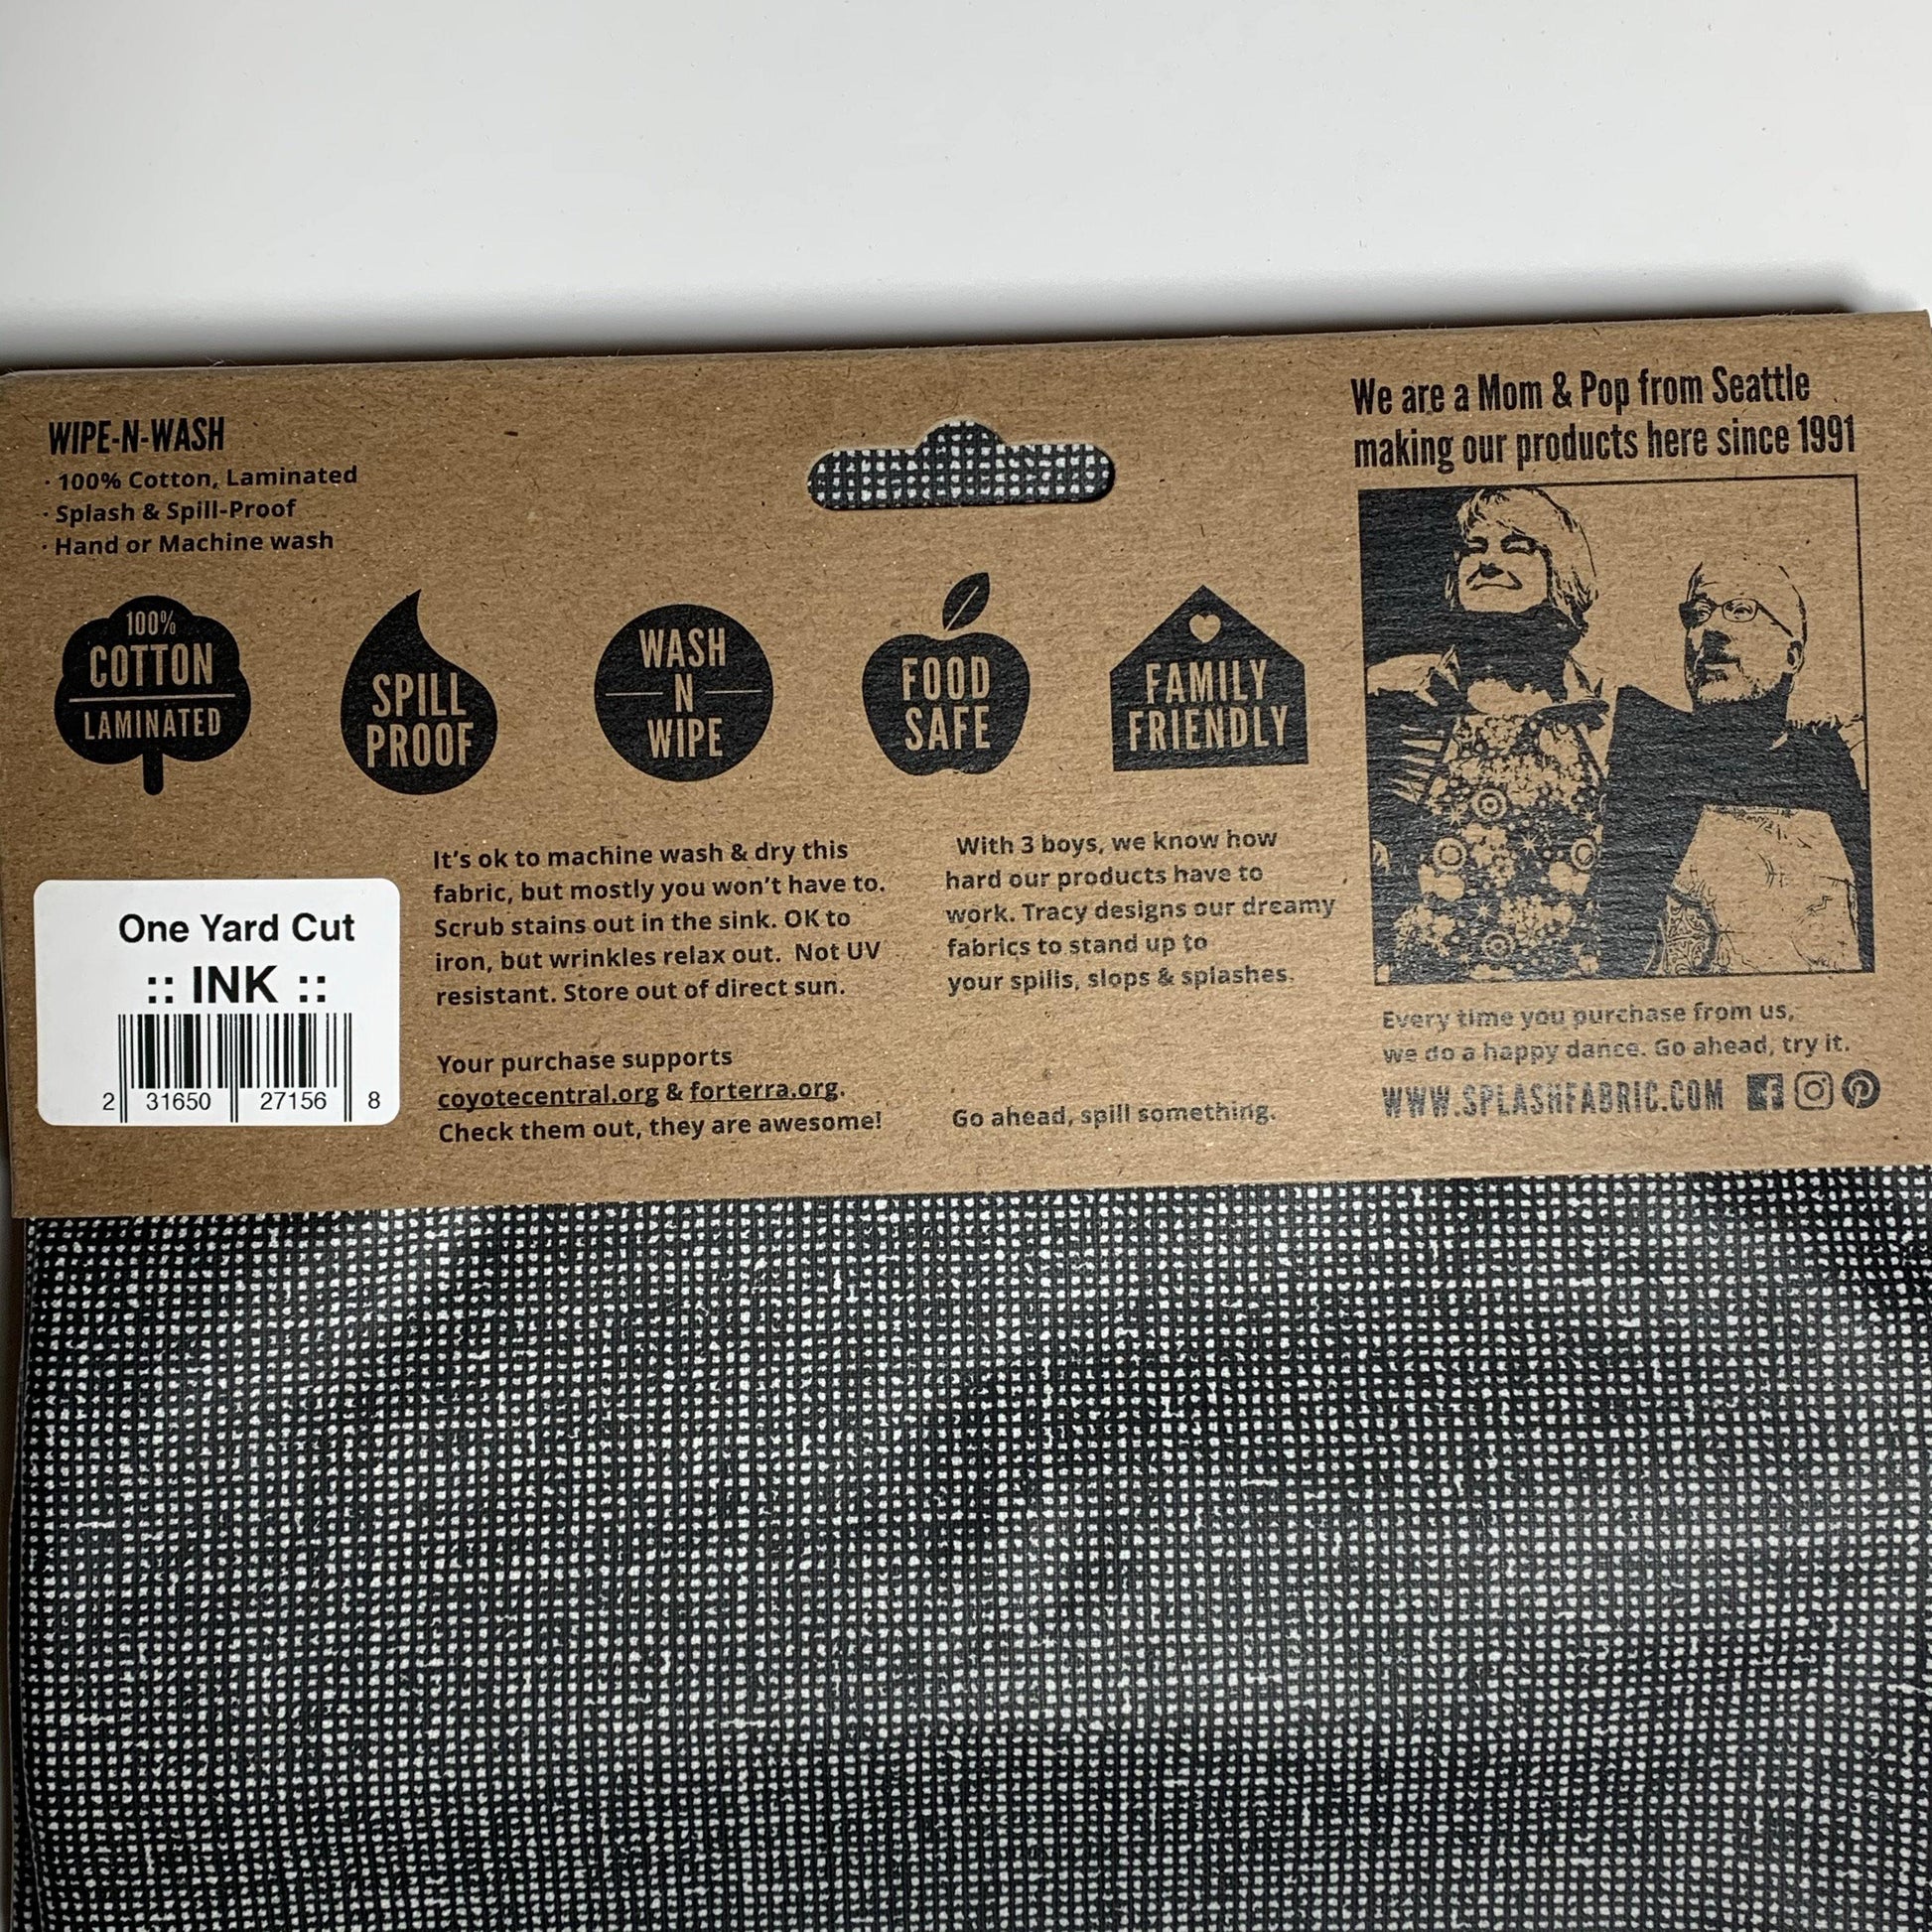 WIPE-N-WASH
· 100% Cotton, Laminated
· Splash & Spill-Proof
· Hand or Machine wash
100%
COTTON
LAMINATED
SPILL
PROOF
WASH
N
WIPE
FOOD
SAFE
FAMILY
FRIENDLY
One Yard Cut
:: INK ::
2 31650 27156 8
It's ok to machine wash & dry this
fabric, but mostly you won't have to.
Scrub stains out in the sink. OK to
iron, but wrinkles relax out. Not UV
resistant. Store out of direct sun.
Your purchase supports
coyotecentral.org & forterra.org.
Check them out, they are awesome!
With 3 boys, we know how
hard our products have to
work. Tracy designs our dreamy
fabrics to stand up to
your spills, slops & splashes.
Go ahead, spill something.
We are a Mom & Pop from Seattle
making our products here since 1991
Every time you purchase from us,
we do a happy dance. Go ahead, try it.
WWW.SPLASHFABRIC.COM